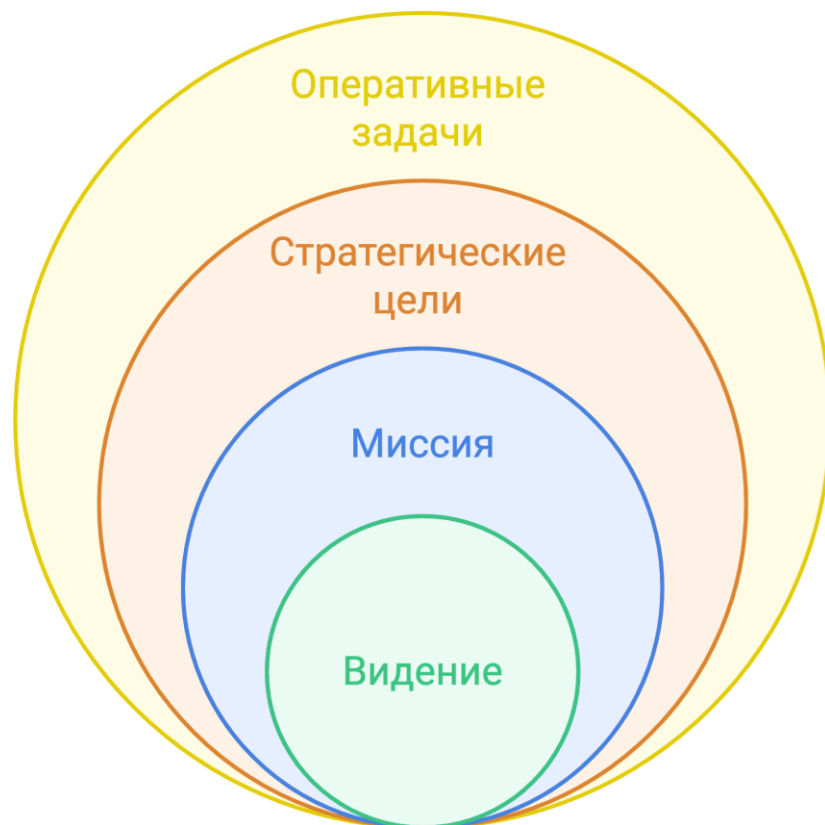 Оперативные
задачи
Стратегические
цели
Миссия
Видение